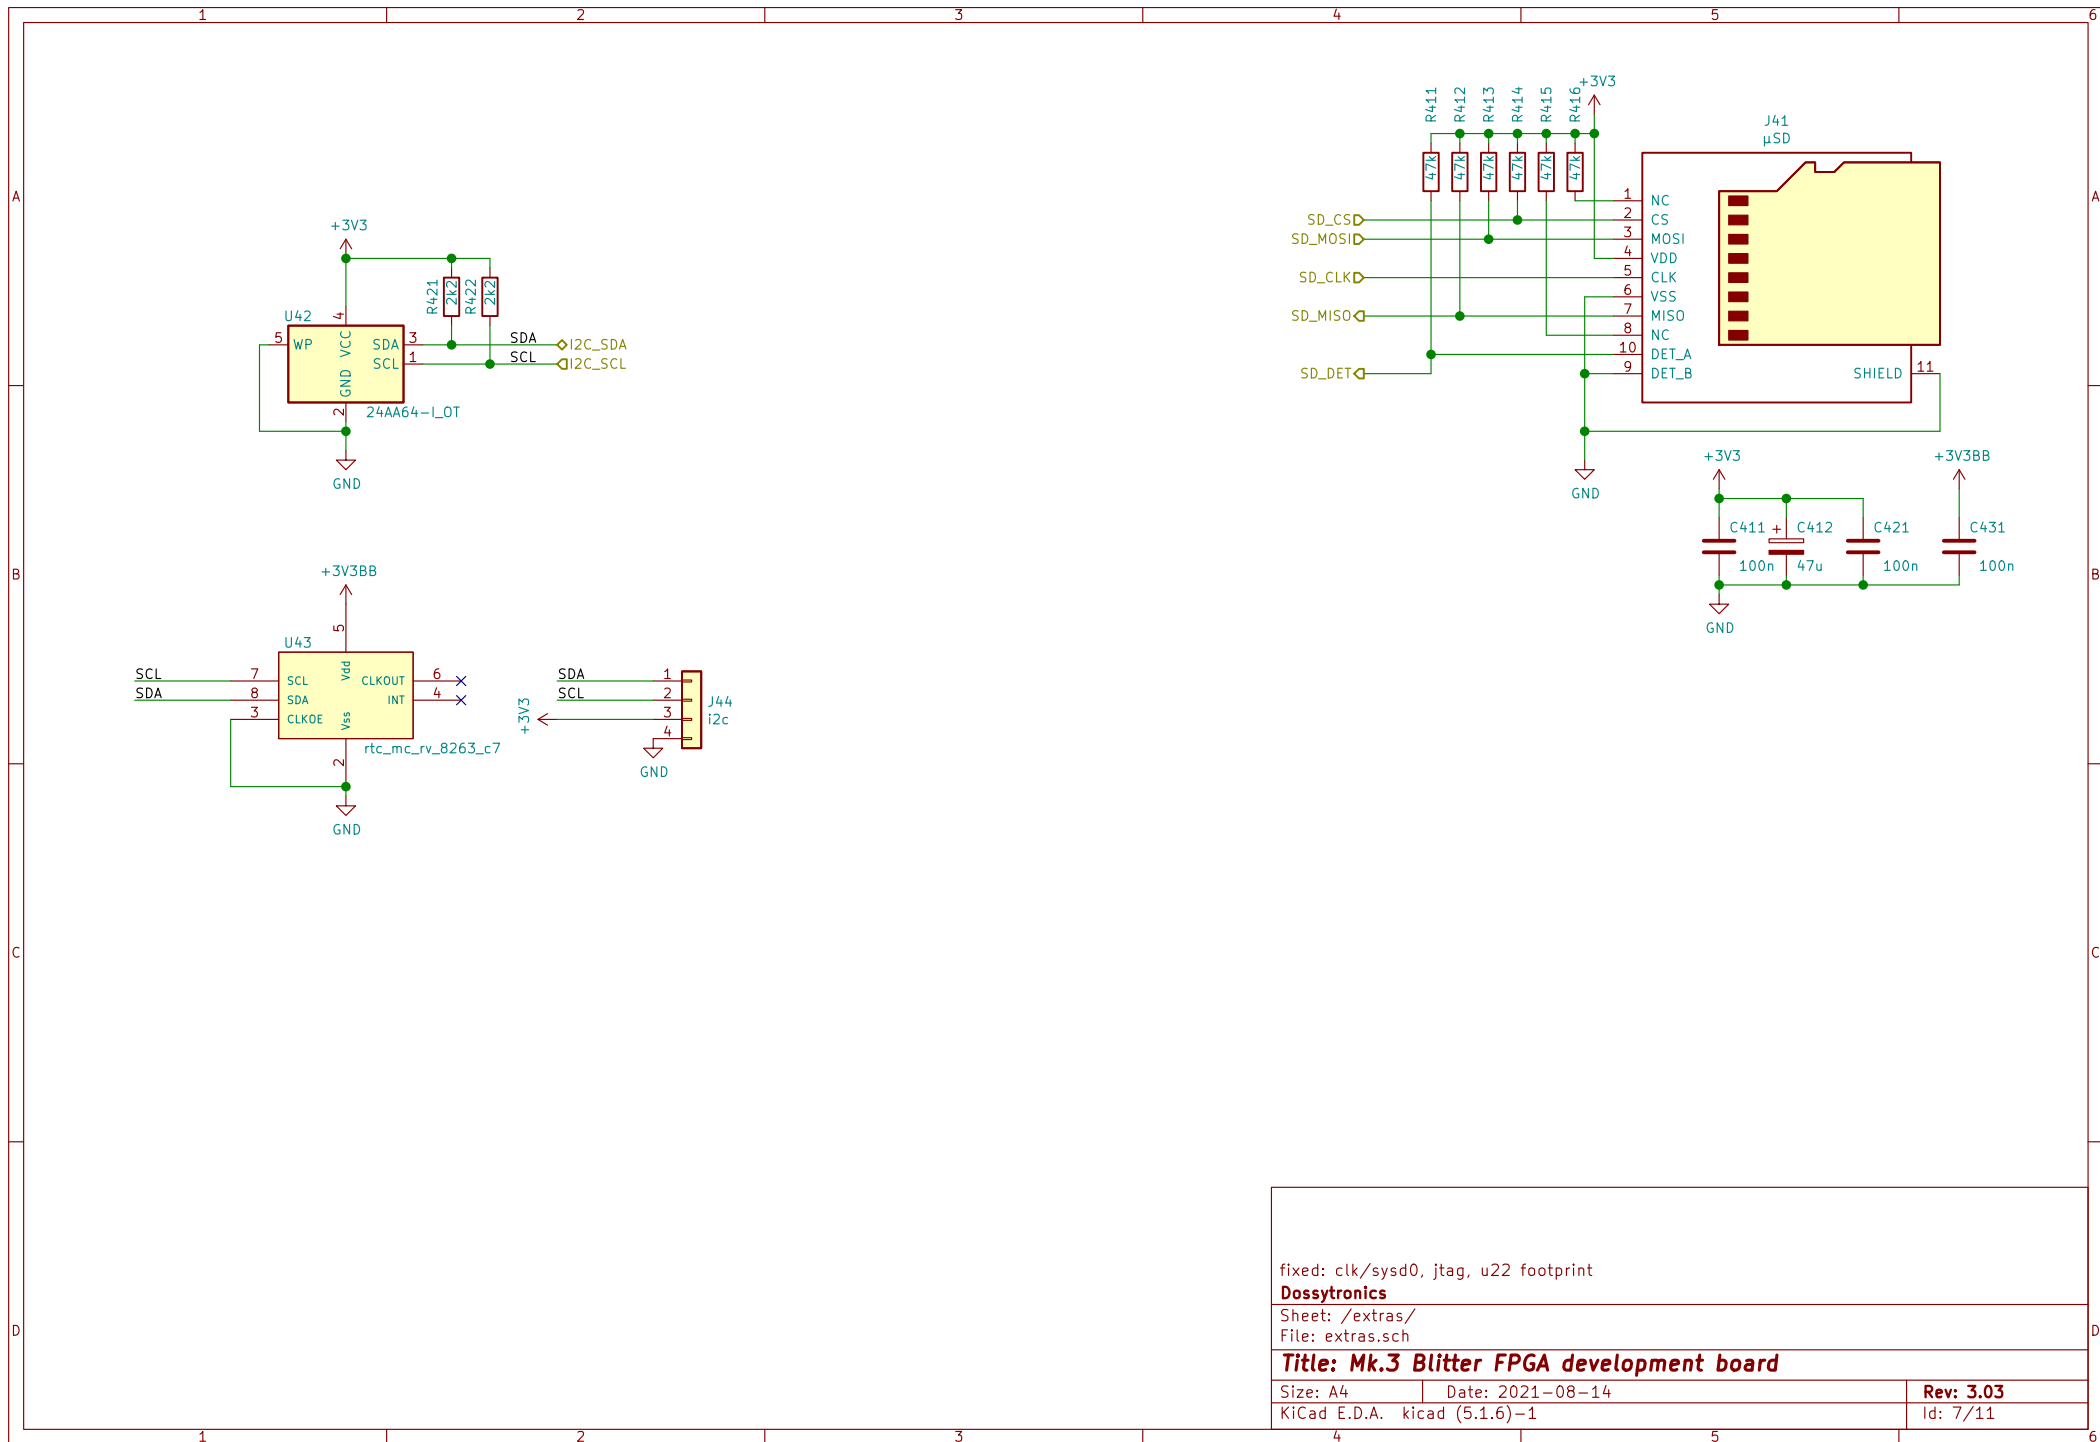 1 2 3 4 5 6
A
B
C
D
+3V3
R421
2k2
R422
2k2
U42
4
5 WP
VCC
GND
SDA 3
SCL 1
2
24AA64-I_OT
SDA
SCL
I2C_SDA
I2C_SCL
GND
+3V3BB
5
U43
SCL
SDA
7 SCL
8 SDA
3 CLKOE
Vdd
Vss
CLKOUT 6
INT 4
2
rtc_mc_rv_8263_c7
GND
SDA
SCL
+3V3
1
2
3
4
J44
i2c
GND
R411
R412
R413
R414
R415
R416
+3V3
47k
47k
47k
47k
47k
47k
J41
µSD
SD_CS
SD_MOSI
SD_CLK
SD_MISO
SD_DET
1 NC
2 CS
3 MOSI
4 VDD
5 CLK
6 VSS
7 MISO
8 NC
10 DET_A
9 DET_B
SHIELD 11
GND
+3V3
+3V3BB
C411
100n
+
C412
47u
C421
100n
C431
100n
GND
A
B
C
D
fixed: clk/sysd0, jtag, u22 footprint
Dossytronics
Sheet: /extras/
File: extras.sch
Title: Mk.3 Blitter FPGA development board
Size: A4 Date: 2021-08-14 Rev: 3.03
KiCad E.D.A. kicad (5.1.6)-1 Id: 7/11
1 2 3 4 5 6